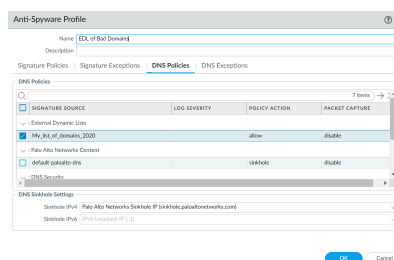 Anti-Spyware Profile
Name EDL of Bad Domains
Description
Signature Policies | Signature Exceptions | DNS Policies | DNS Exceptions
DNS Policies
7 items
SIGNATURE SOURCE LOG SEVERITY POLICY ACTION PACKET CAPTURE
: External Dynamic Lists
My_list_of_domains_2020 allow disable
: Palo Alto Networks Content
default-paloalto-dns sinkhole disable
: DNS Security
DNS Sinkhole Settings
Sinkhole IPv4 Palo Alto Networks Sinkhole IP (sinkhole.paloaltonetworks.com)
Sinkhole IPv6 IPv6 Loopback IP (::1)
OK Cancel